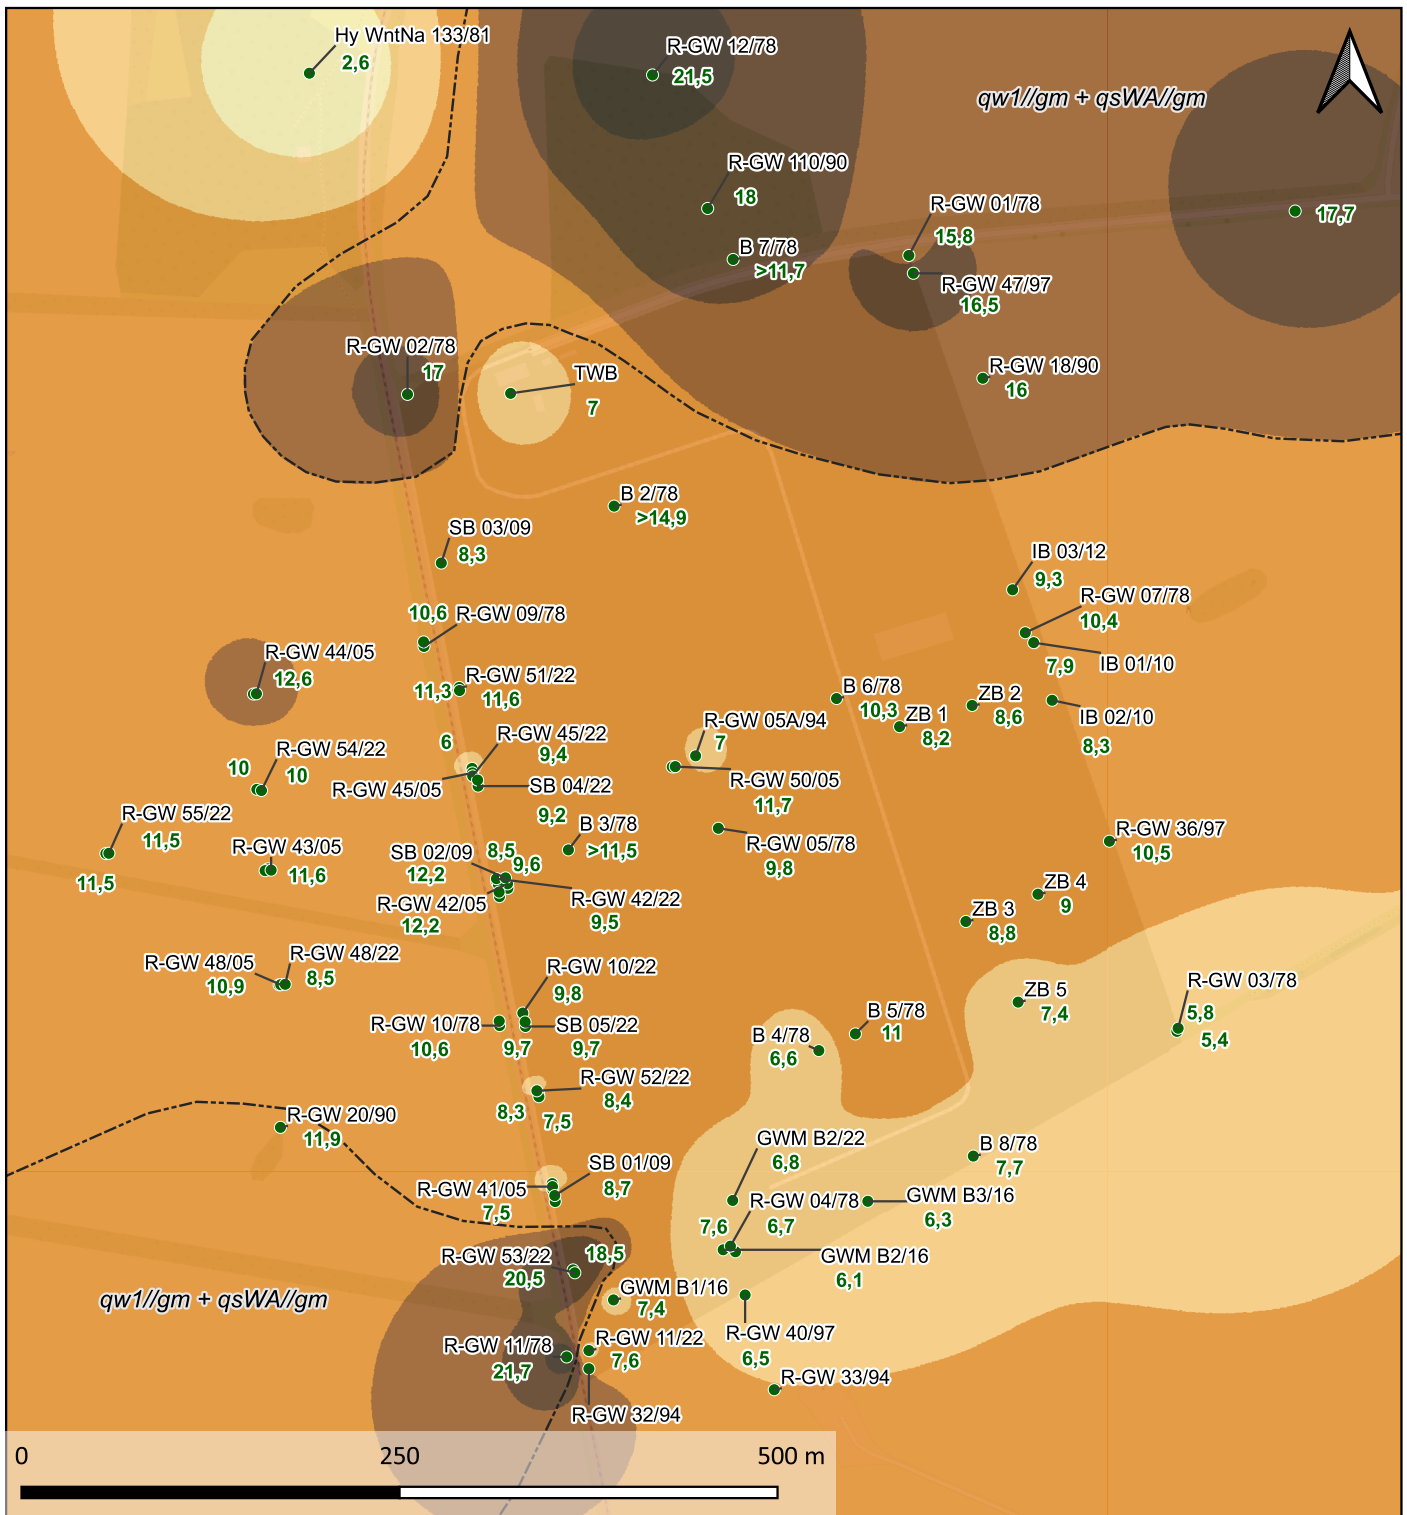 Hy WntNa 133/81
2,6
R-GW 12/78
21,5
qw1//gm + qsWA//gm
R-GW 110/90
18
R-GW 01/78
15,8
17,7
B 7/78
>11,7
R-GW 47/97
16,5
R-GW 02/78
17
TWB
7
R-GW 18/90
16
B 2/78
>14,9
SB 03/09
8,3
IB 03/12
9,3
R-GW 07/78
10,4
10,6
R-GW 09/78
R-GW 44/05
12,6
IB 01/10
7,9
R-GW 51/22
11,3
11,6
B 6/78
10,3
ZB 2
8,6
ZB 1
8,2
IB 02/10
8,3
R-GW 05A/94
7
6
R-GW 45/22
9,4
R-GW 54/22
10
10
R-GW 45/05
SB 04/22
9,2
R-GW 50/05
11,7
R-GW 55/22
11,5
11,5
B 3/78
>11,5
R-GW 05/78
9,8
R-GW 36/97
10,5
R-GW 43/05
11,6
SB 02/09
12,2
8,5
9,6
ZB 4
9
R-GW 42/05
12,2
R-GW 42/22
9,5
ZB 3
8,8
R-GW 48/05
10,9
R-GW 48/22
8,5
R-GW 10/22
9,8
R-GW 03/78
5,8
5,4
ZB 5
7,4
R-GW 10/78
10,6
9,7
SB 05/22
9,7
B 5/78
11
B 4/78
6,6
R-GW 52/22
8,4
8,3
7,5
R-GW 20/90
11,9
GWM B2/22
6,8
B 8/78
7,7
SB 01/09
8,7
R-GW 41/05
7,5
R-GW 04/78
6,7
7,6
GWM B3/16
6,3
R-GW 53/22
20,5
18,5
GWM B2/16
6,1
GWM B1/16
7,4
qw1//gm + qsWA//gm
R-GW 11/78
21,7
R-GW 11/22
7,6
R-GW 40/97
6,5
R-GW 33/94
R-GW 32/94
0 250 500 m